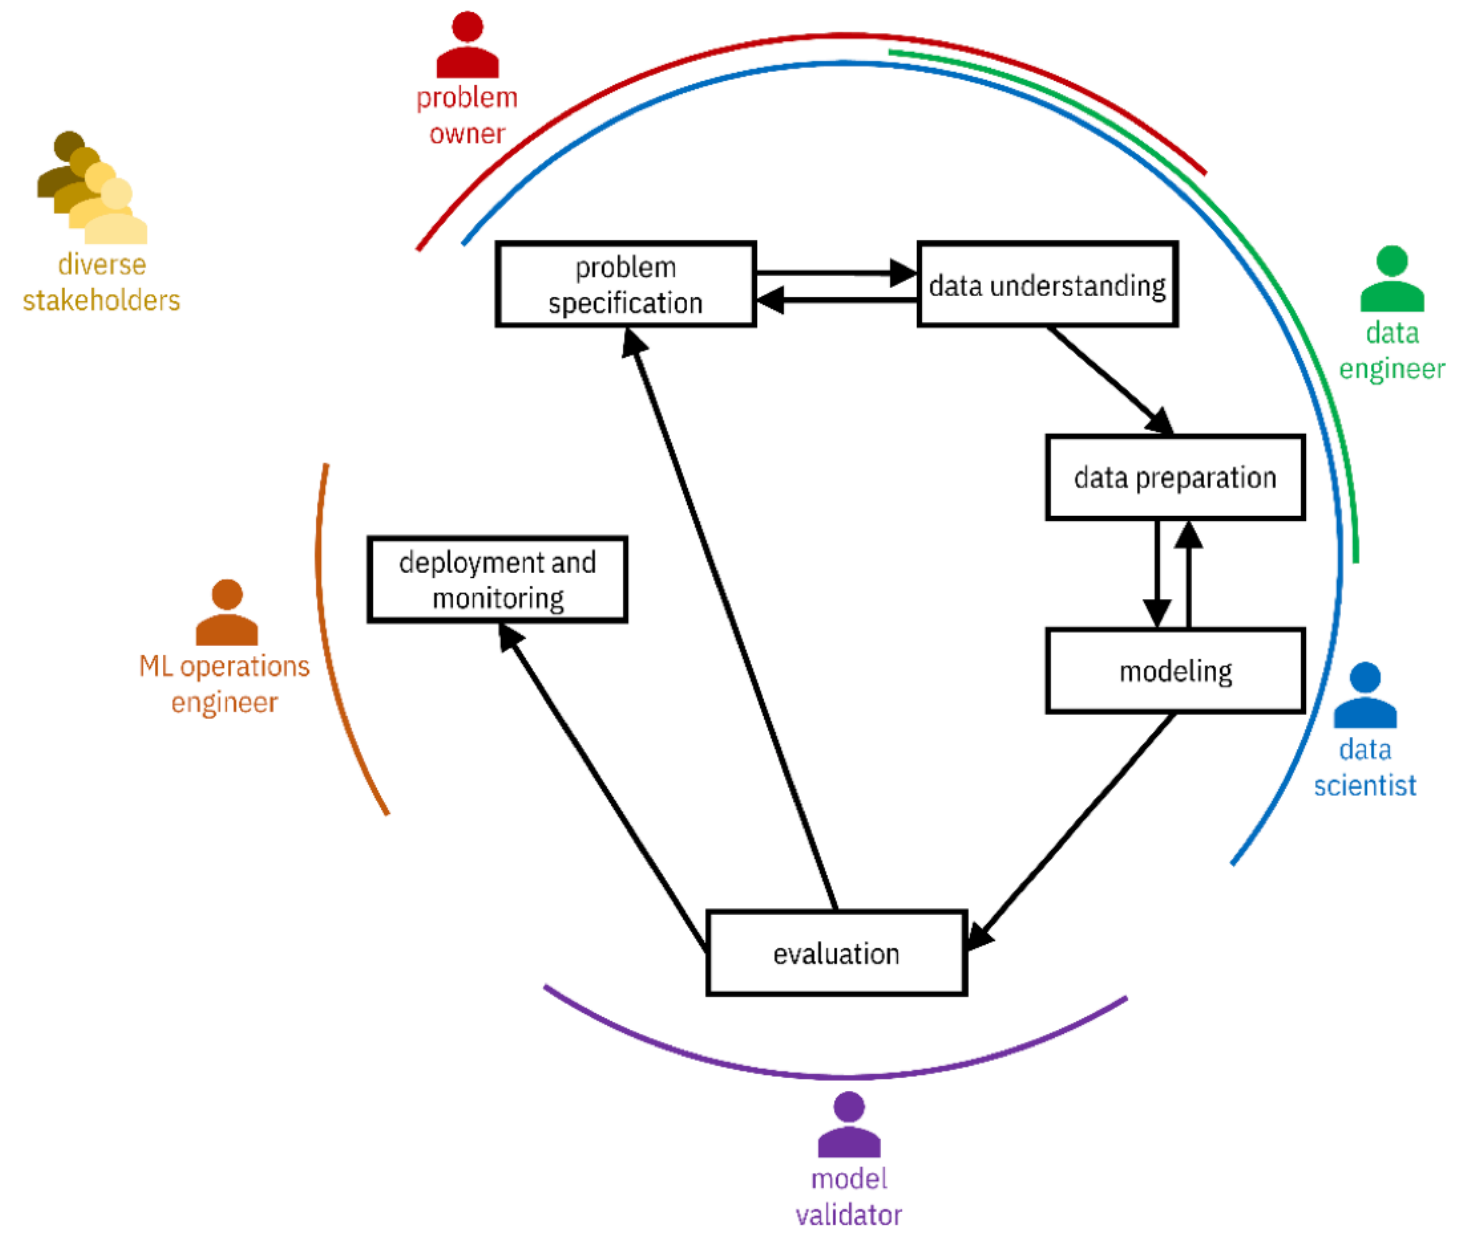 problem
owner
diverse
stakeholders
problem
specification
data understanding
data
engineer
data preparation
deployment and
monitoring
modeling
ML operations
engineer
data
scientist
evaluation
model
validator